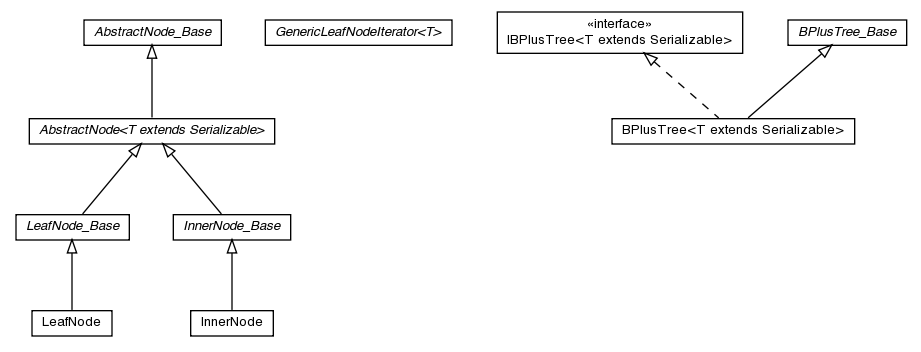 AbstractNode_Base
GenericLeafNodeIterator<T>
«interface»
IBPlusTree<T extends Serializable>
BPlusTree_Base
AbstractNode<T extends Serializable>
BPlusTree<T extends Serializable>
LeafNode_Base
InnerNode_Base
LeafNode
InnerNode